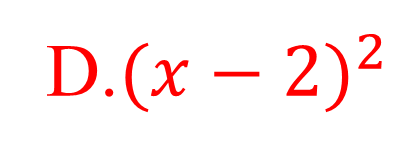 D.(x − 2)²